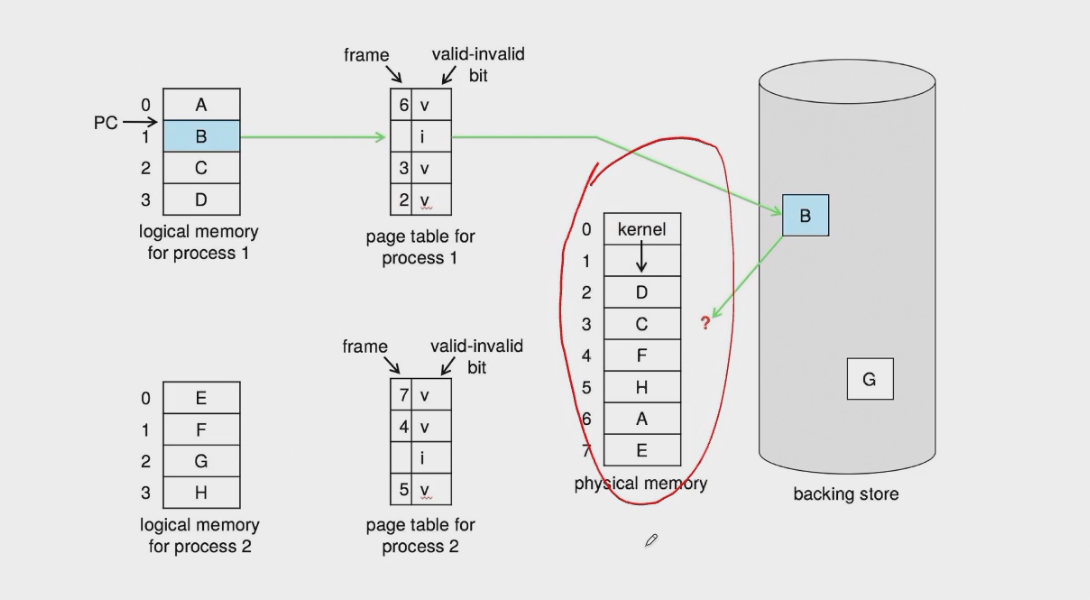 frame
valid-invalid
bit
PC
0 A
1 B
2 C
3 D
logical memory
for process 1
6 v
i
3 v
2 v
page table for
process 1
0 kernel
1
2 D
3 C
4 F
5 H
6 A
7 E
physical memory
?
B
G
backing store
frame
valid-invalid
bit
0 E
1 F
2 G
3 H
logical memory
for process 2
7 v
4 v
i
5 v
page table for
process 2